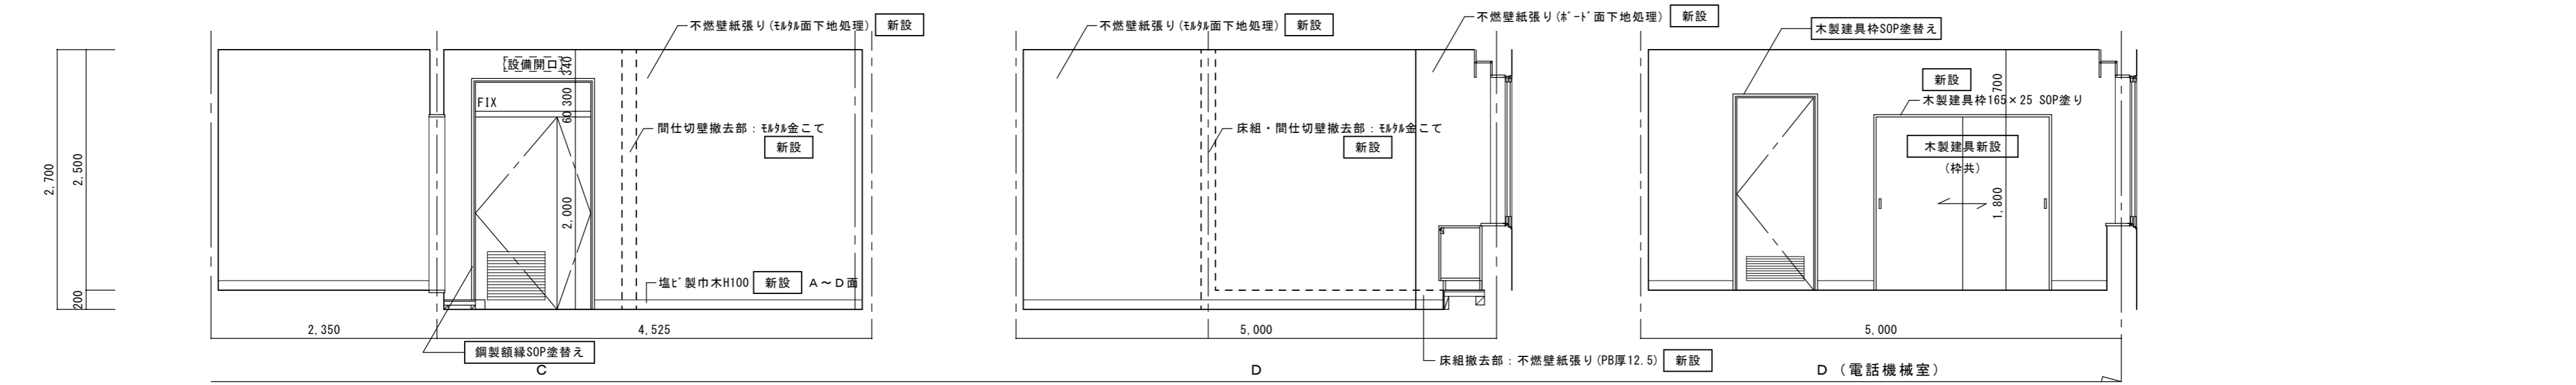 不燃壁紙張り(ﾓﾙﾀﾙ面下地処理) 新設
[設備開口]
340
FIX
300
60
間仕切壁撤去部：ﾓﾙﾀﾙ金こて
新設
2,700
2,500
2,000
200
塩ﾋﾞ製巾木H100 新設 A～D面
2,350
4,525
鋼製額縁SOP塗替え
C
不燃壁紙張り(ﾓﾙﾀﾙ面下地処理) 新設
不燃壁紙張り(ﾎﾞｰﾄﾞ面下地処理) 新設
床組・間仕切壁撤去部：ﾓﾙﾀﾙ金こて
新設
5,000
床組撤去部：不燃壁紙張り(PB厚12.5) 新設
D
木製建具枠SOP塗替え
新設
700
木製建具枠165×25 SOP塗り
木製建具新設
(枠共)
1,800
5,000
D（電話機械室）